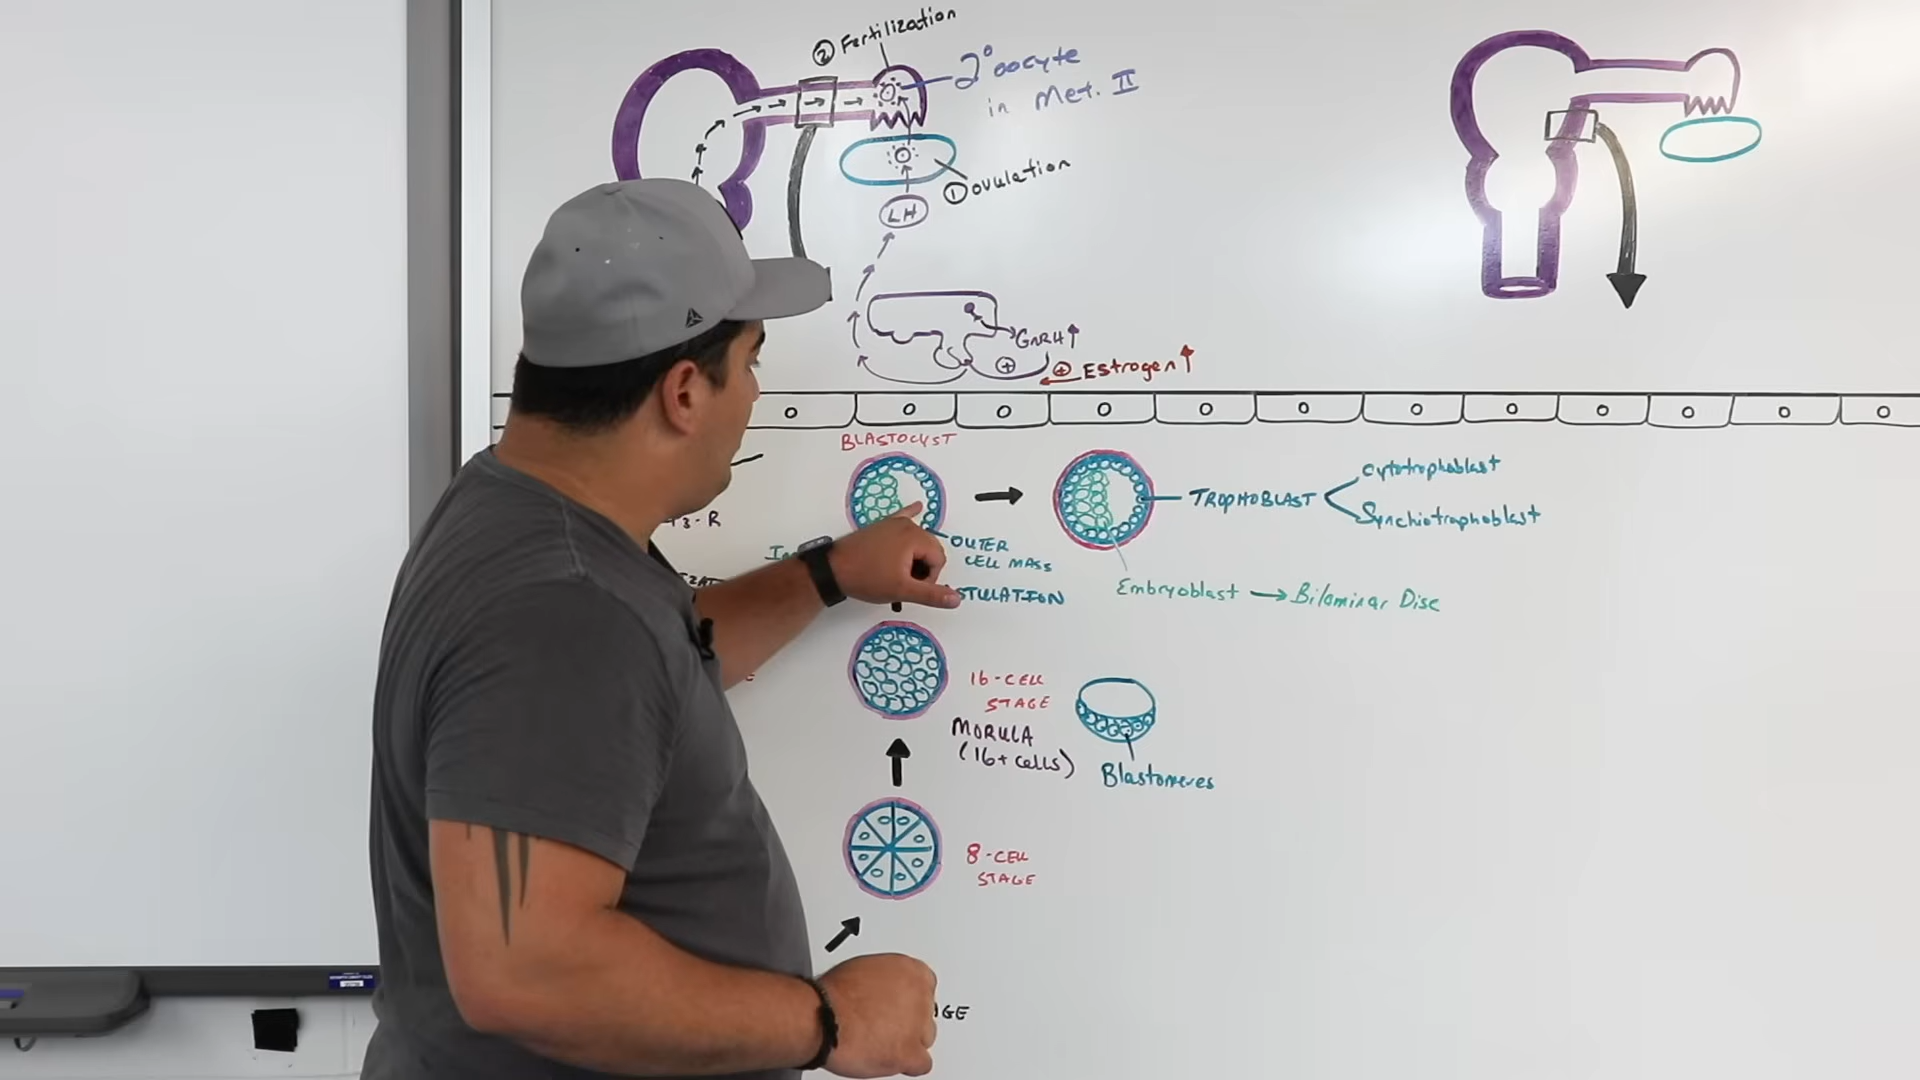 ② Fertilization
2° oocyte
in Met. II
① Ovulation
LH
GnRH↑
⊕
⊕ Estrogen↑
BLASTOCYST
TROPHOBLAST
Cytotrophoblast
Synchiotrophoblast
OUTER
CELL MASS
STULATION
Embryoblast → Bilaminar Disc
16-CELL
STAGE
MORULA
(16+cells)
Blastomeres
8-CELL
STAGE